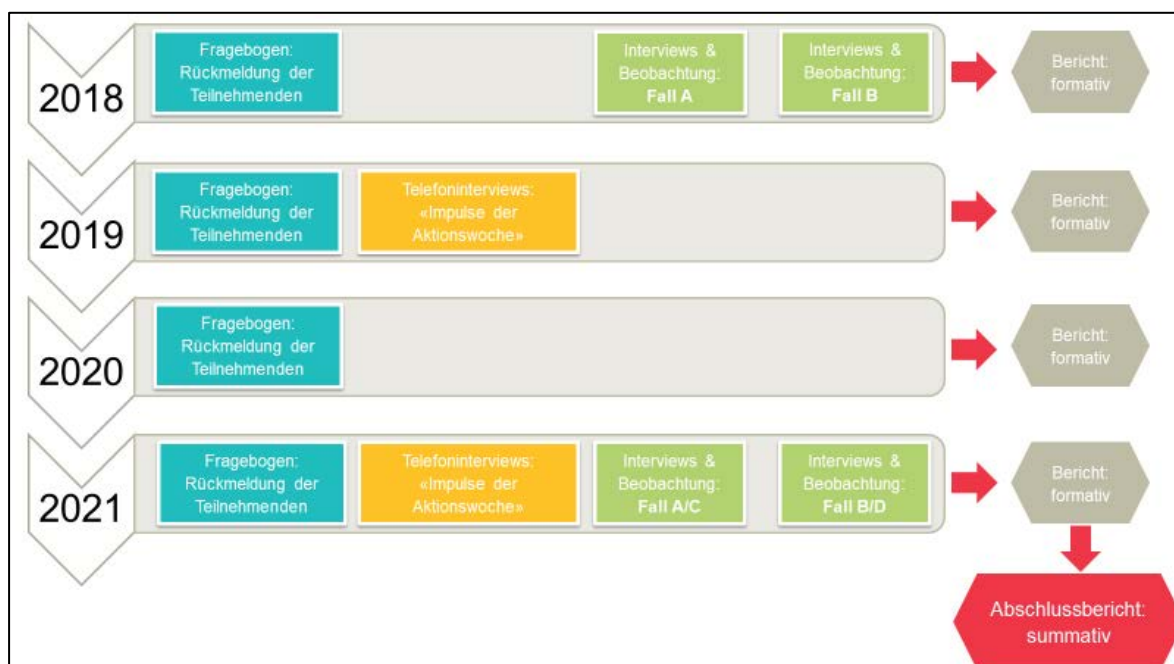 2018
Fragebogen:
Rückmeldung der
Teilnehmenden
Interviews &
Beobachtung:
Fall A
Interviews &
Beobachtung:
Fall B
Bericht:
formativ
2019
Fragebogen:
Rückmeldung der
Teilnehmenden
Telefoninterviews:
«Impulse der
Aktionswoche»
Bericht:
formativ
2020
Fragebogen:
Rückmeldung der
Teilnehmenden
Bericht:
formativ
2021
Fragebogen:
Rückmeldung der
Teilnehmenden
Telefoninterviews:
«Impulse der
Aktionswoche»
Interviews &
Beobachtung:
Fall A/C
Interviews &
Beobachtung:
Fall B/D
Bericht:
formativ
Abschlussbericht:
summativ